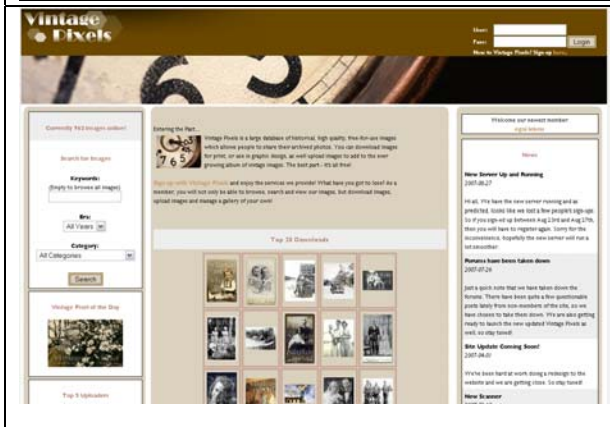 Vintage
Pixels
User:
Pass:
Login
New to Vintage Pixels? Sign up here.
images online!
Search for Images
Keywords:
(Empty to browse all images)
Era:
All Years
Category:
All Categories
Search
Vintage Pixel of the Day
Top 5 Uploaders
Entering the Past...
Vintage Pixels is a large database of historical, high quality, free-for-use images
which allows people to share their archived photos. You can download images
for print, or use in graphic design, as well upload images to add to the ever
growing album of vintage images. The best part - it's all free!
Sign up with Vintage Pixels and enjoy the services we provide! What have you got to lose? As a
member, you will not only be able to browse, search and view our images, but download images,
upload images and manage a gallery of your own!
Top 25 Downloads
Welcome our newest member
News
New Server Up and Running
2007-08-27
Hi all. We have the new server running and as
predicted, looks like we lost a few people's sign-ups.
So if you signed up between Aug 23rd and Aug 27th,
then you will have to register again. Sorry for the
inconvenience, hopefully the new server will run a
lot smoother.
Forums have been taken down
2007-07-26
Just a quick note that we have taken down the
forums. There have been quite a few questionable
posts lately from non-members of the site, so we
have chosen to take them down. We are also getting
ready to launch the new updated Vintage Pixels as
well, so stay tuned!
Site Update Coming Soon!
We've been hard at work doing a redesign to the
website and we are getting close. So stay tuned!
New Scanner